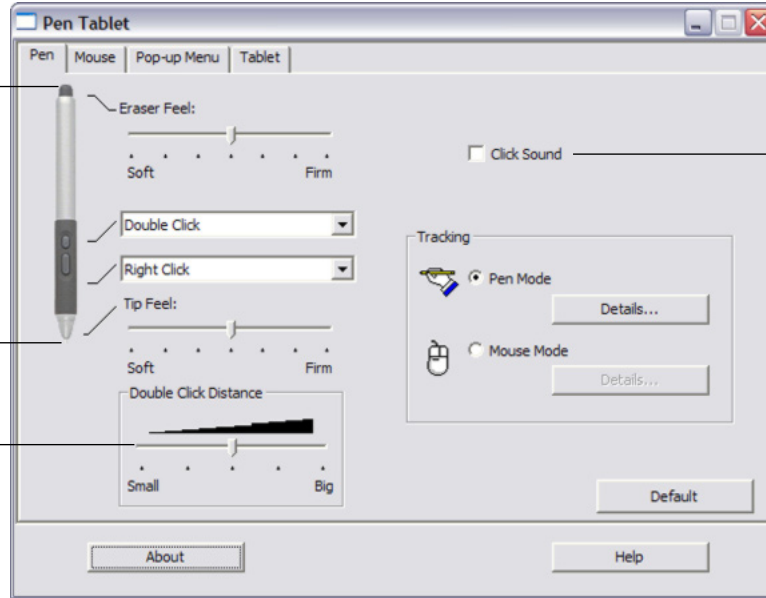 Pen Tablet
Pen Mouse Pop-up Menu Tablet
Eraser Feel:
Soft Firm
Click Sound
Double Click
Right Click
Tip Feel:
Soft Firm
Tracking
Pen Mode
Details...
Mouse Mode
Details...
Double Click Distance
Small Big
Default
About Help